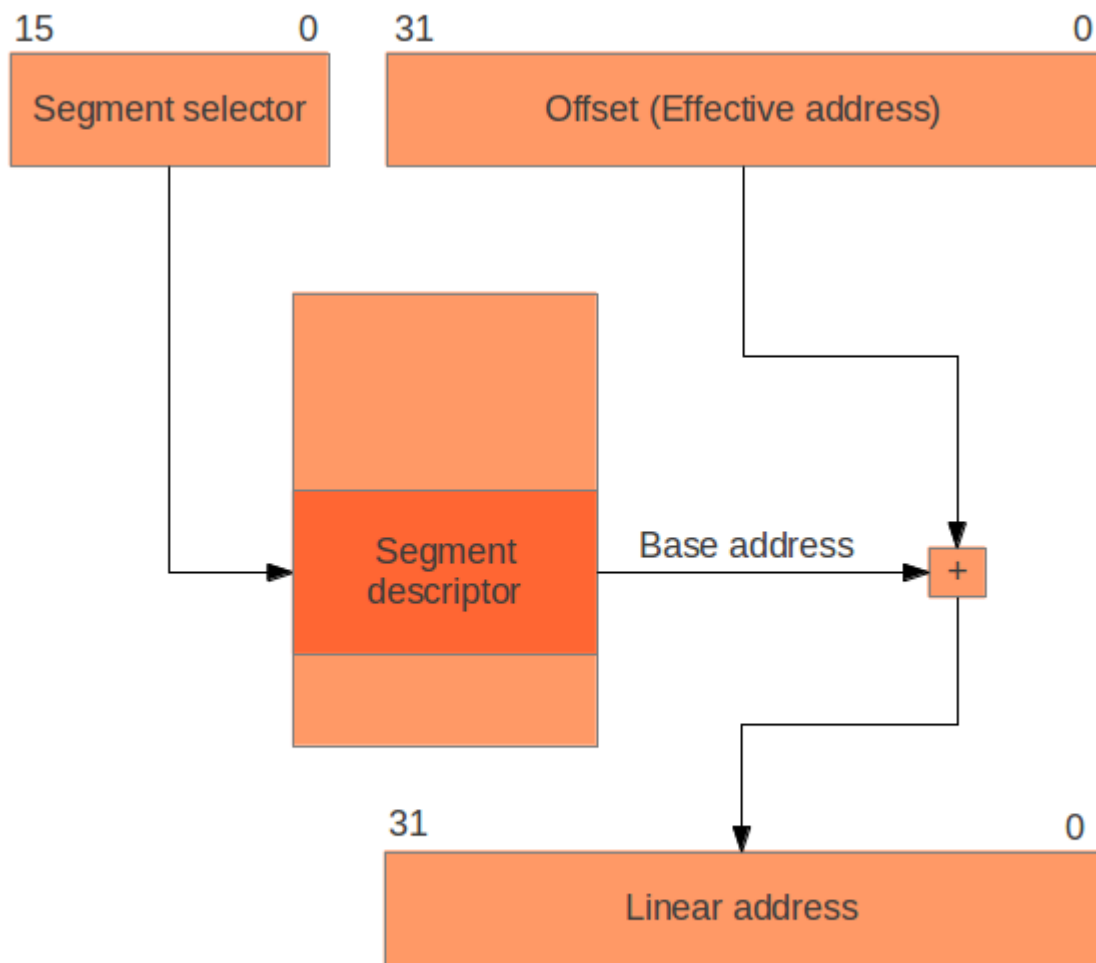 15 0 31 0
Segment selector
Offset (Effective address)
Segment
descriptor
Base address
+
31 0
Linear address